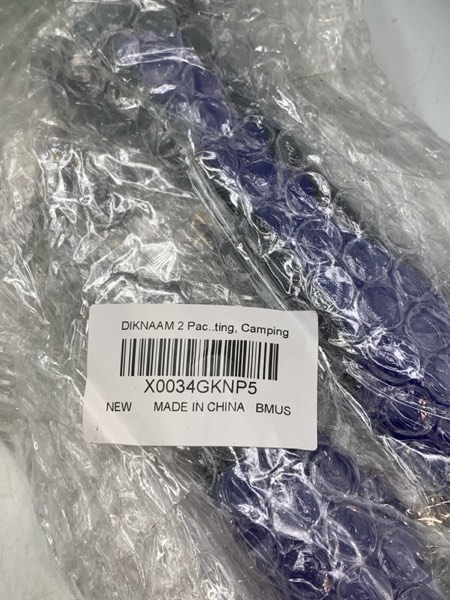 DIKNAAM 2 Pac..ting, Camping
X0034GKNP5
NEW MADE IN CHINA BMUS